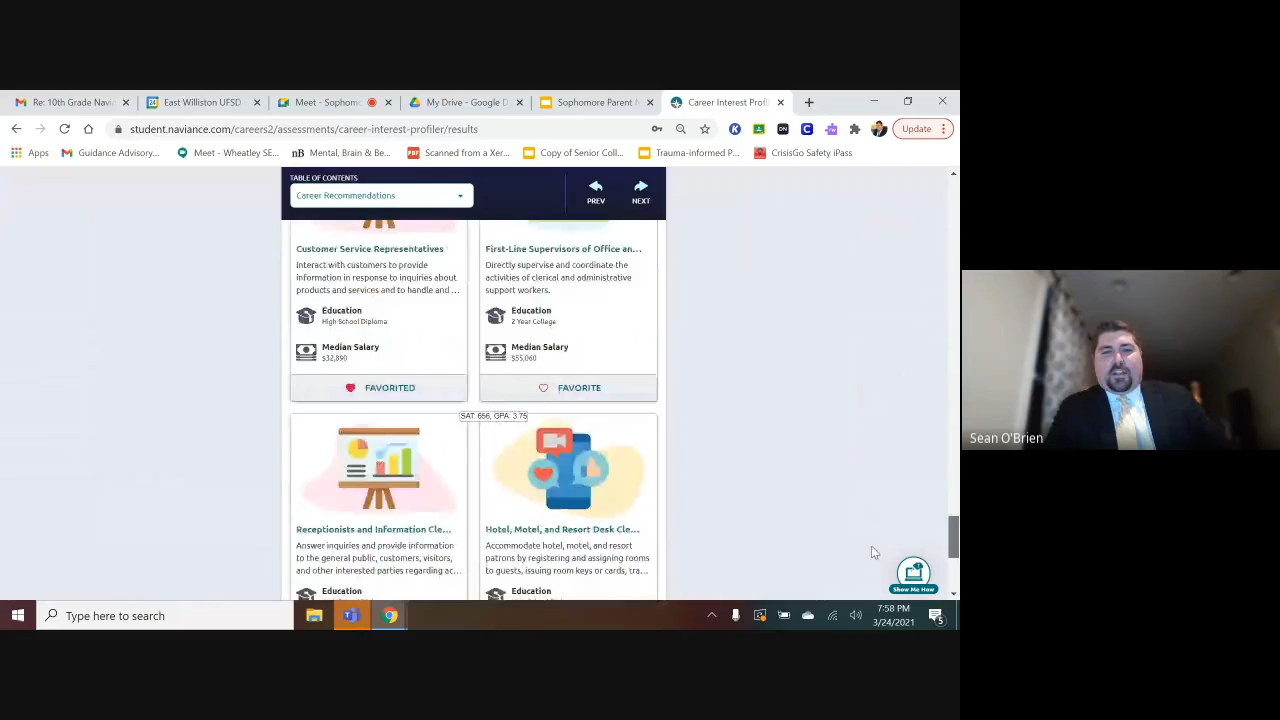 Re: 10th Grade Navi
East Williston UFSD
Meet - Sophom
My Drive - Google D
Sophomore Parent
Career Interest Profi
student.naviance.com/careers2/assessments/career-interest-profiler/results
Update
Apps
Guidance Advisory...
Meet - Wheatley SE...
Mental, Brain & Be...
Scanned from a Xer...
Copy of Senior Coll...
Trauma-informed P...
CrisisGo Safety iPass
TABLE OF CONTENTS
Career Recommendations
PREV
NEXT
Customer Service Representatives
Interact with customers to provide
information in response to inquiries about
products and services and to handle and ...
Education
High School Diploma
Median Salary
$32,890
FAVORITED
First-Line Supervisors of Office an...
Directly supervise and coordinate the
activities of clerical and administrative
support workers.
Education
2 Year College
Median Salary
$55,060
FAVORITE
SAT: 656, GPA: 3.75
Receptionists and Information Cle...
Answer inquiries and provide information
to the general public, customers, visitors,
and other interested parties regarding ac...
Education
Hotel, Motel, and Resort Desk Cle...
Accommodate hotel, motel, and resort
patrons by registering and assigning rooms
to guests, issuing room keys or cards, tra...
Education
Show Me How
Sean O'Brien
Type here to search
7:58 PM
3/24/2021
5